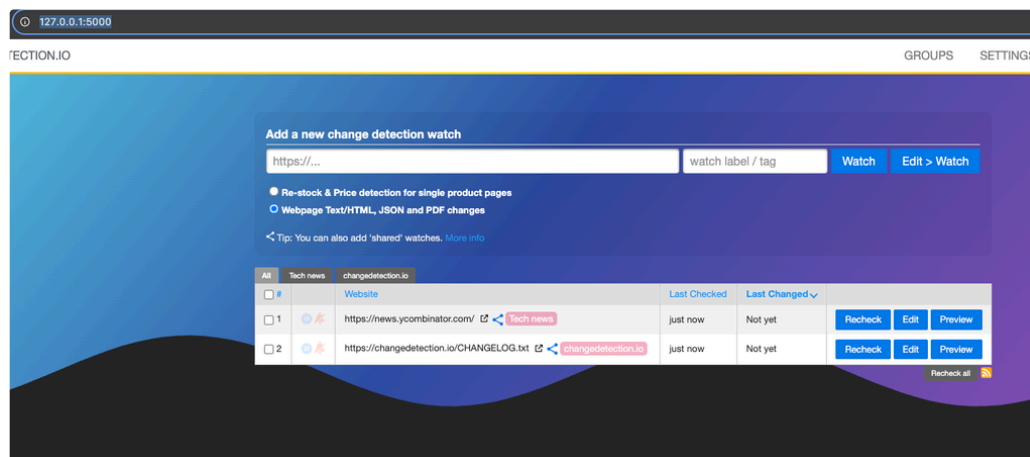 127.0.0.1:5000
TECTION.IO
GROUPS SETTINGS
Add a new change detection watch
https://... watch label / tag Watch Edit > Watch
Re-stock & Price detection for single product pages
Webpage Text/HTML, JSON and PDF changes
Tip: You can also add 'shared' watches. More info
All Tech news changedetection.io
# Website Last Checked Last Changed
1 https://news.ycombinator.com/ Tech news just now Not yet Recheck Edit Preview
2 https://changedetection.io/CHANGELOG.txt changedetection.io just now Not yet Recheck Edit Preview
Recheck all